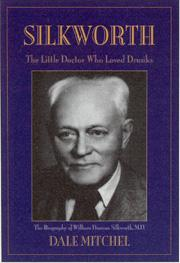 SILKWORTH
The Little Doctor Who Loved Drunks
The Biography of William Duncan Silkworth, M.D.
DALE MITCHEL